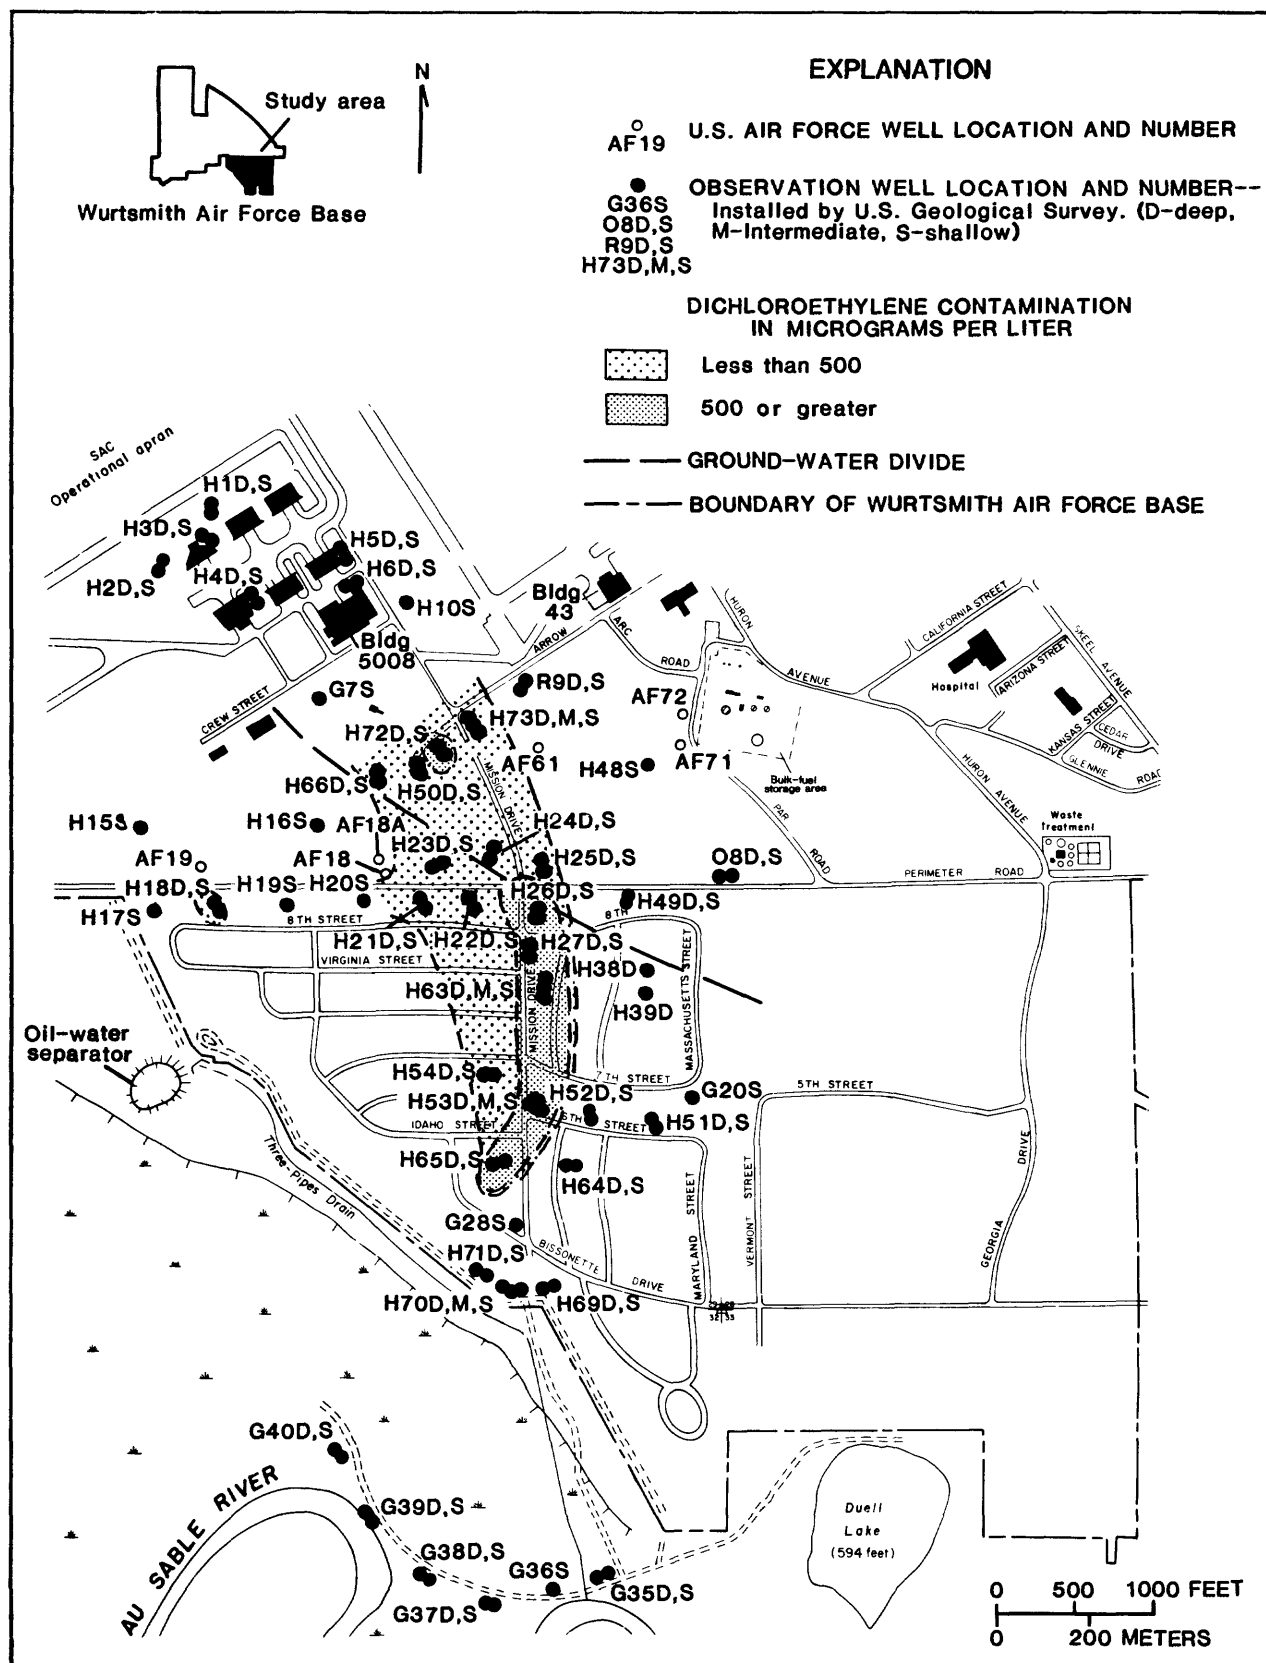 EXPLANATION
N
Study area
Wurtsmith Air Force Base
AF19
U.S. AIR FORCE WELL LOCATION AND NUMBER
G36S
O8D,S
R9D,S
H73D,M,S
OBSERVATION WELL LOCATION AND NUMBER--
Installed by U.S. Geological Survey. (D-deep,
M-Intermediate, S-shallow)
DICHLOROETHYLENE CONTAMINATION
IN MICROGRAMS PER LITER
Less than 500
500 or greater
GROUND-WATER DIVIDE
BOUNDARY OF WURTSMITH AIR FORCE BASE
SAC
Operational apran
H1D,S
H3D,S
H2D,S
H4D,S
H5D,S
H6D,S
H10S
Bldg
5008
Bldg.
43
ARROW
ARC
ROAD
HURON
AVENUE
CALIFORNIA STREET
SKEEL AVENUE
ARIZONA STREET
Hospital
KANSAS STREET
CEDAR
DRIVE
GLENNIE
ROAD
CREW STREET
G7S
R9D,S
H73D,M,S
H72D,S
AF72
AF61
AF71
H48S
Bulk-fuel
storage area
H66D,S
H50D,S
MISSION DRIVE
HURON AVENUE
H15S
H16S
AF18A
H24D,S
H23D,S
PAR
ROAD
Waste
Treatment
AF19
AF18
H25D,S
O8D,S
PERIMETER ROAD
H18D,S
H19S
H20S
H26D,S
H49D,S
H17S
8TH STREET
8TH
H21D,S
H22D,S
H27D,S
VIRGINIA STREET
H38D
H63D,M,S
H39D
MISSION DRIVE
MASSACHUSETTS STREET
Oil-water
separator
H54D,S
7TH STREET
H52D,S
G20S
5TH STREET
H53D,M,S
IDAHO STREET
6TH STREET
H51D,S
H65D,S
H64D,S
Three-Pipes Drain
MARYLAND STREET
VERMONT STREET
GEORGIA
DRIVE
G28S
BISSONETTE
DRIVE
H71D,S
H70D,M,S
H69D,S
32 33
G40D,S
AU SABLE RIVER
G39D,S
G38D,S
G36S
G35D,S
G37D,S
Duell
Lake
(594 feet)
0 500 1000 FEET
0 200 METERS